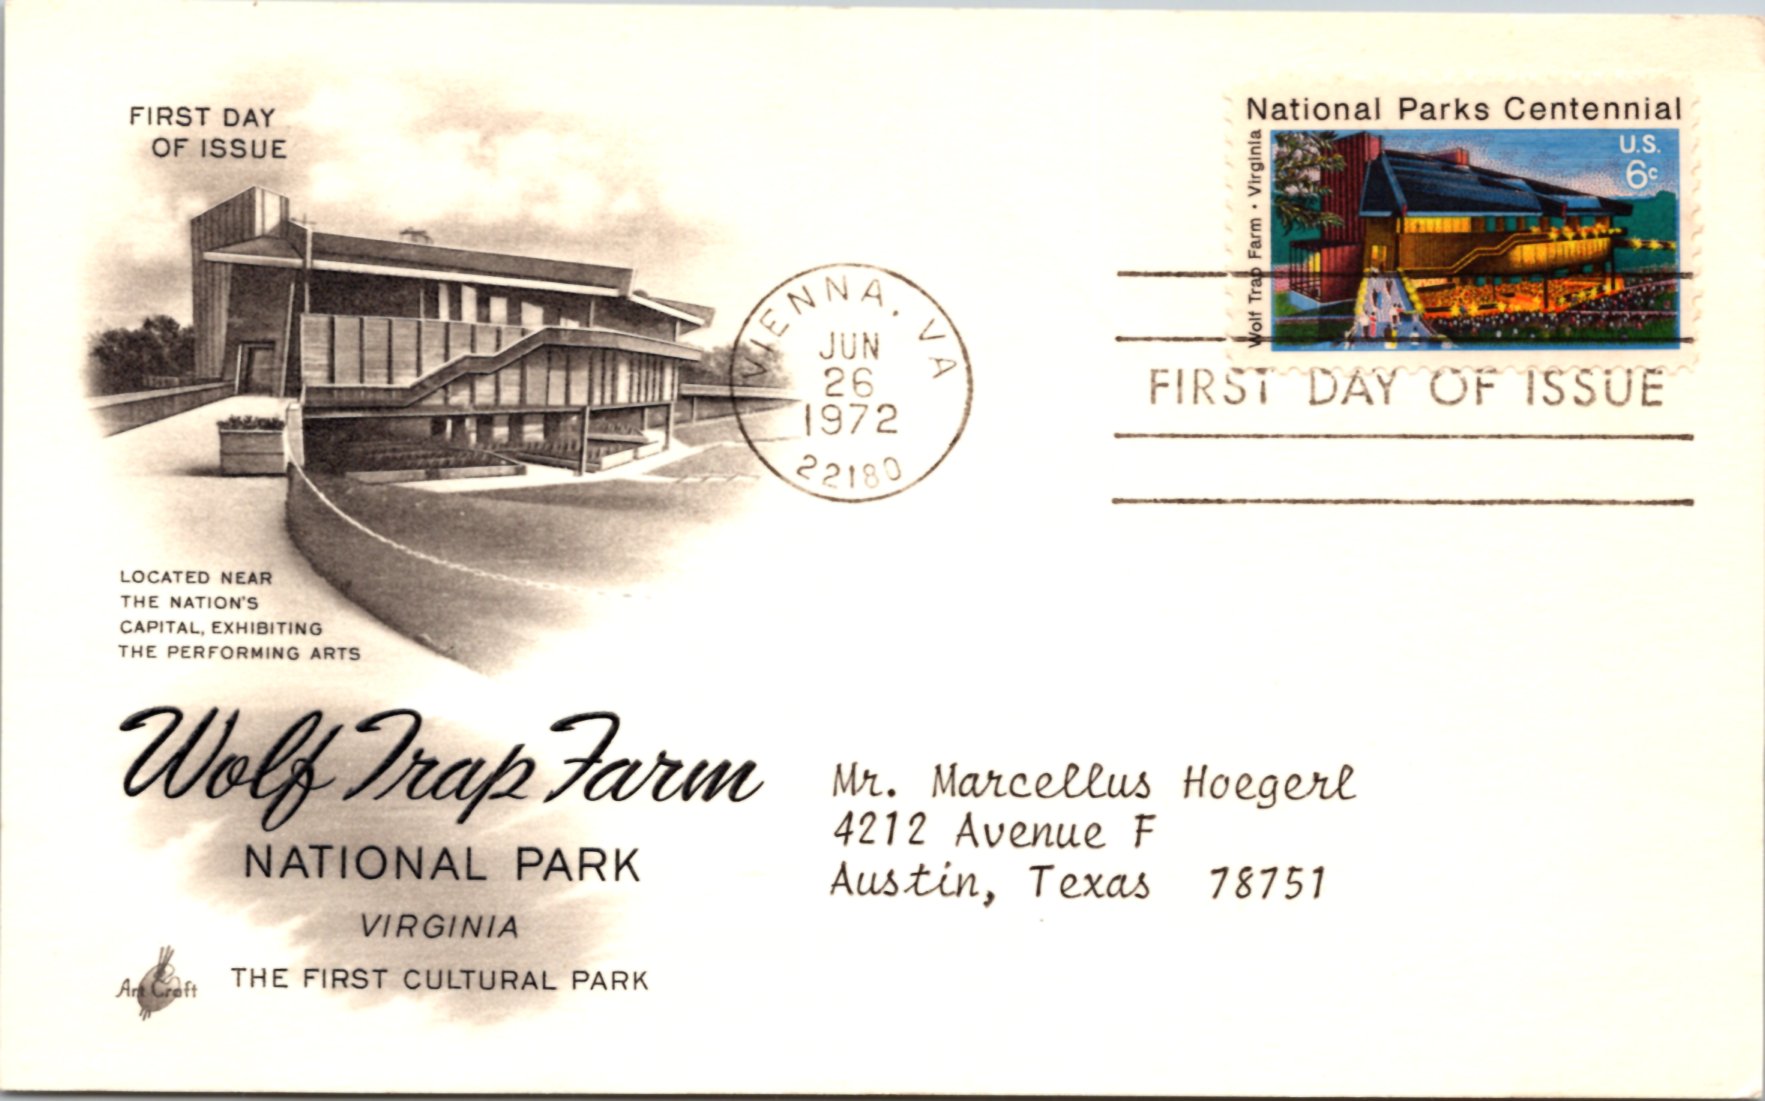 FIRST DAY
OF ISSUE
National Parks Centennial
Wolf Trap Farm • Virginia
U.S.
6c
VIENNA, VA
JUN
26
1972
22180
FIRST DAY OF ISSUE
LOCATED NEAR
THE NATION'S
CAPITAL, EXHIBITING
THE PERFORMING ARTS
Wolf Trap Farm
NATIONAL PARK
VIRGINIA
THE FIRST CULTURAL PARK
Art Craft
Mr. Marcellus Hoegerl
4212 Avenue F
Austin, Texas 78751